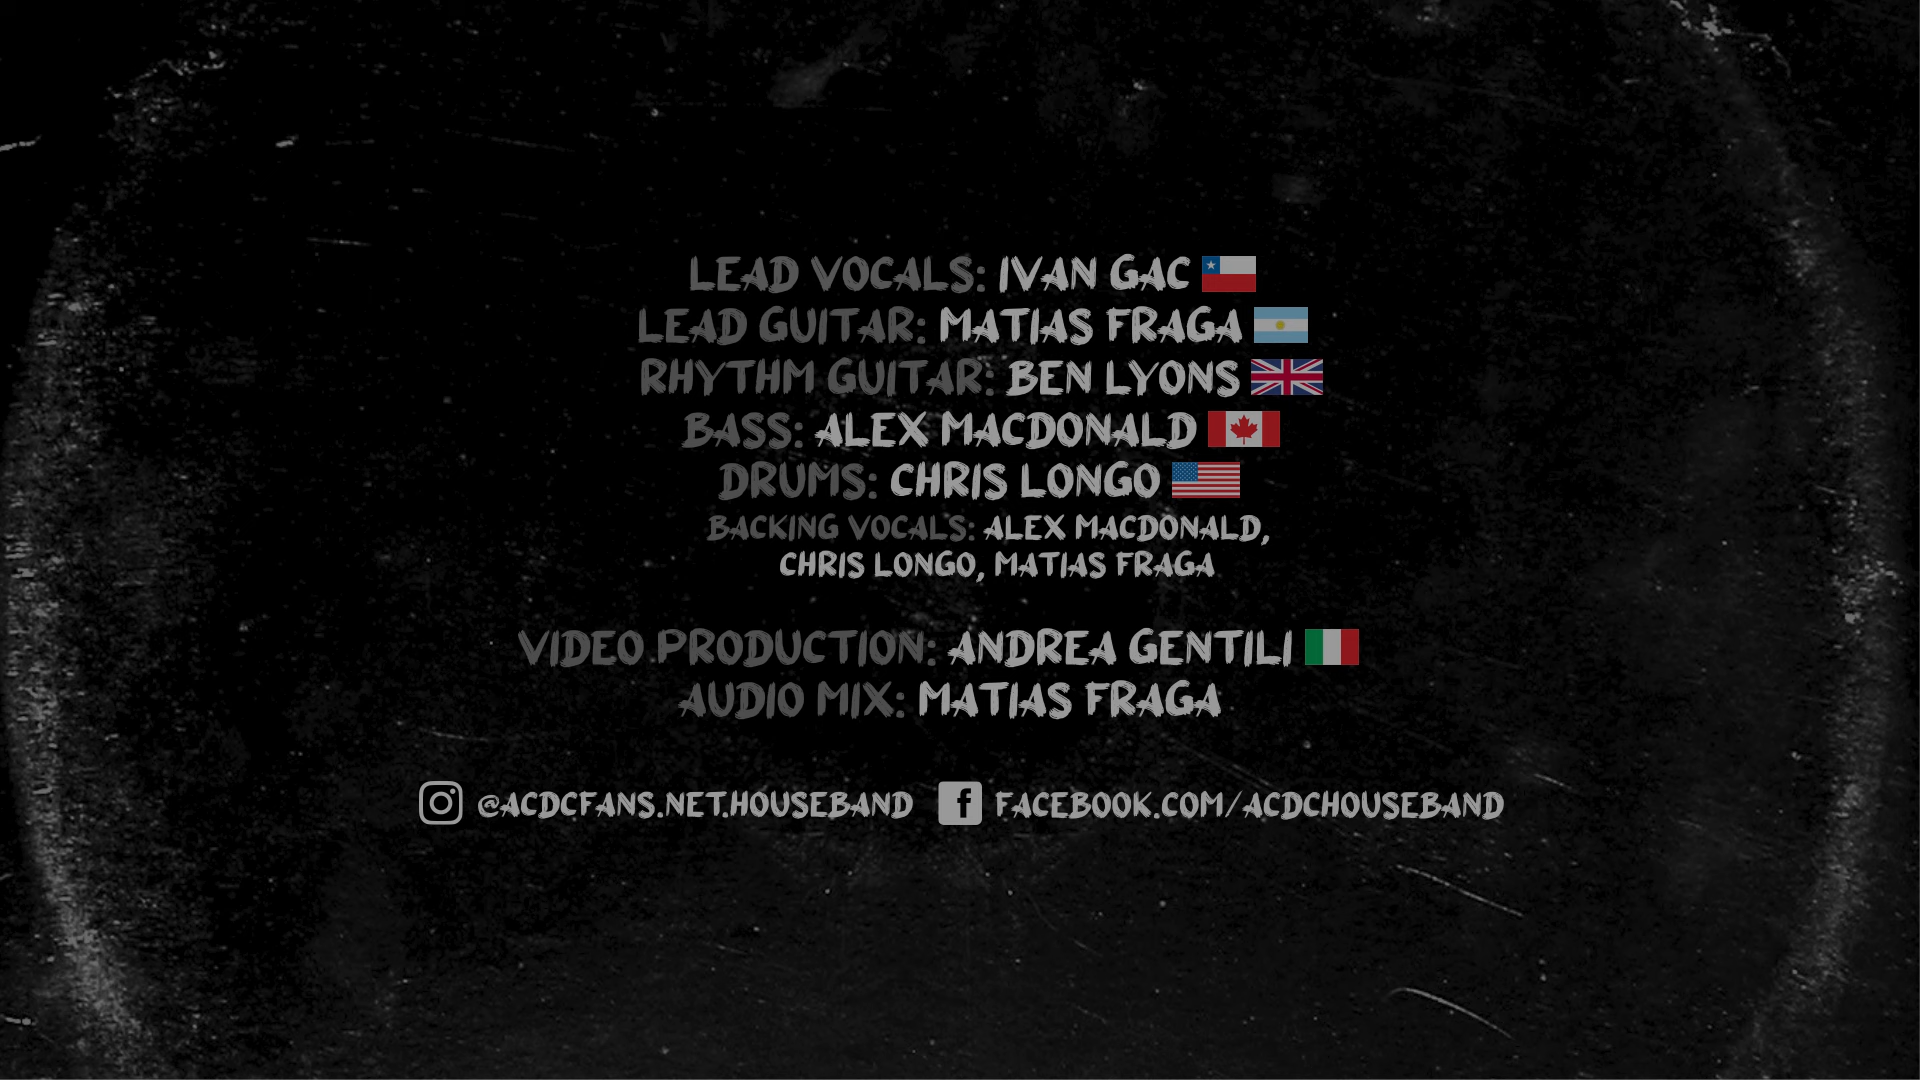 LEAD VOCALS: IVAN GAC
LEAD GUITAR: MATIAS FRAGA
RHYTHM GUITAR: BEN LYONS
BASS: ALEX MACDONALD
DRUMS: CHRIS LONGO
BACKING VOCALS: ALEX MACDONALD,
CHRIS LONGO, MATIAS FRAGA
VIDEO PRODUCTION: ANDREA GENTILI
AUDIO MIX: MATIAS FRAGA
@ACDCFANS.NET.HOUSEBAND FACEBOOK.COM/ACDCHOUSEBAND